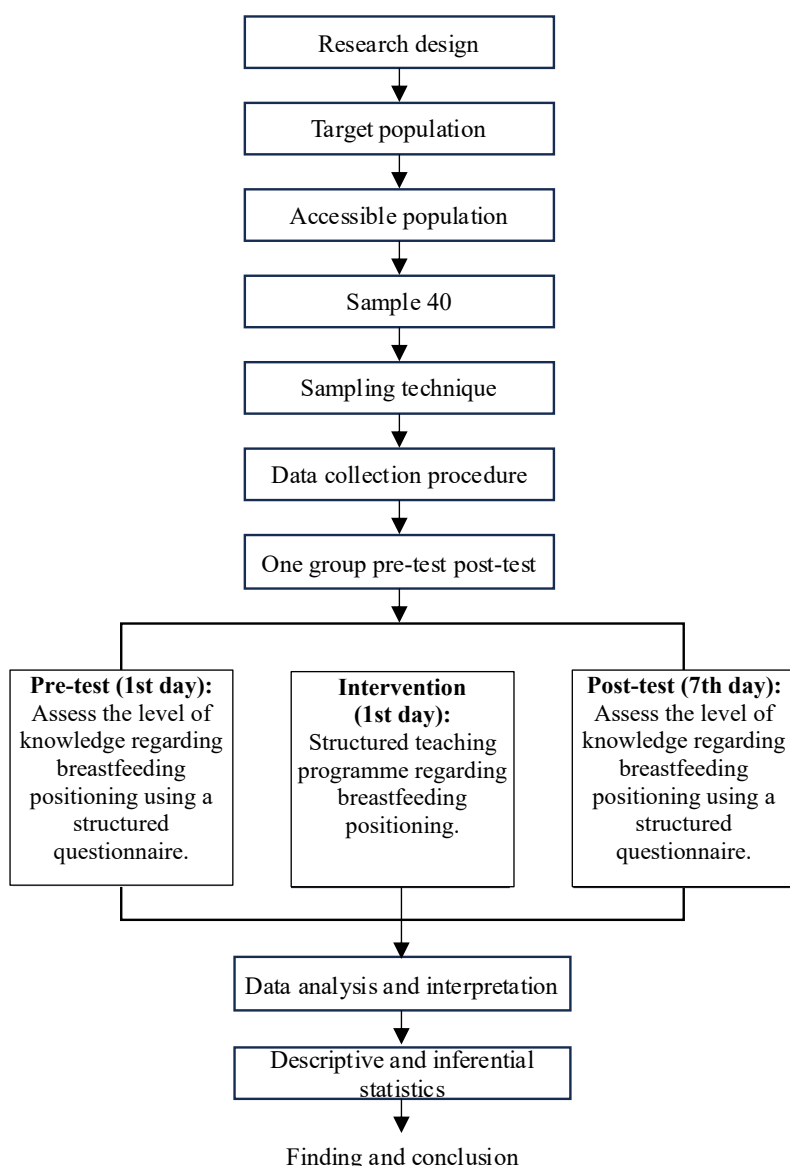 Research design
Target population
Accessible population
Sample 40
Sampling technique
Data collection procedure
One group pre-test post-test
Pre-test (1st day):
Assess the level of
knowledge regarding
breastfeeding
positioning using a
structured
questionnaire.
Intervention
(1st day):
Structured teaching
programme regarding
breastfeeding
positioning.
Post-test (7th day):
Assess the level of
knowledge regarding
breastfeeding
positioning using a
structured
questionnaire.
Data analysis and interpretation
Descriptive and inferential
statistics
Finding and conclusion